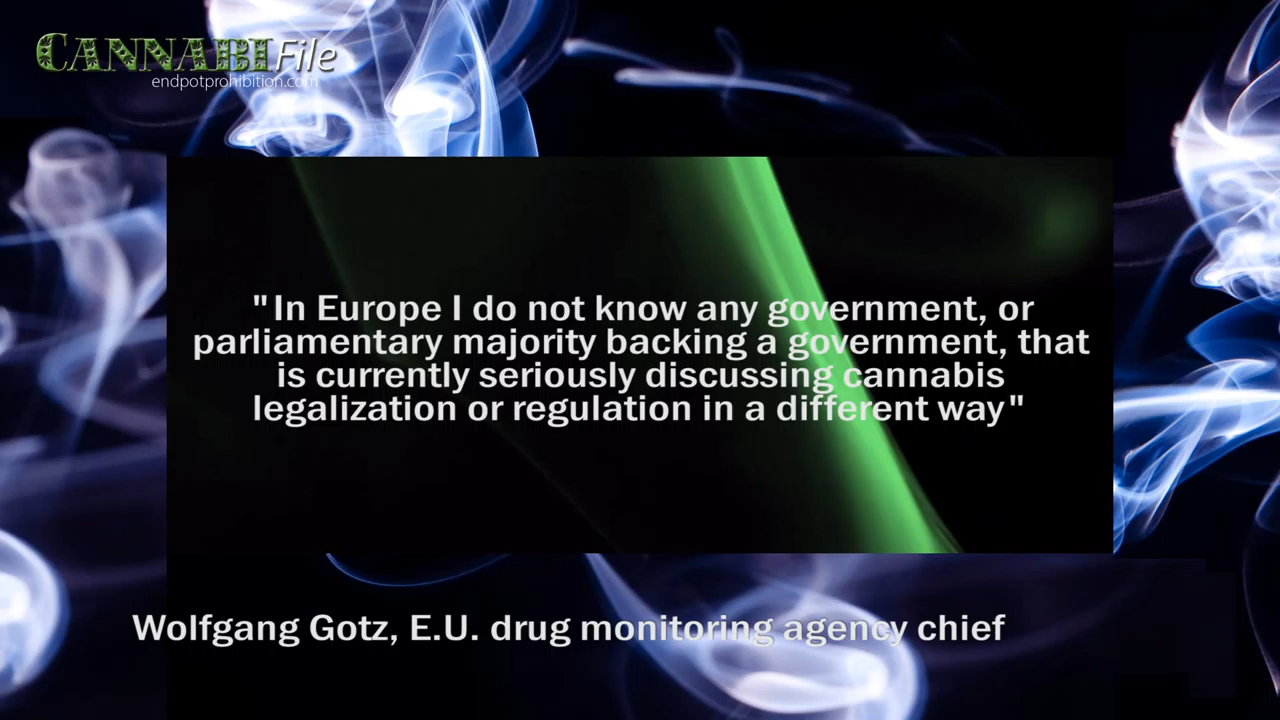 CANNABIFile
endpotprohibition.com
"In Europe I do not know any government, or
parliamentary majority backing a government, that
is currently seriously discussing cannabis
legalization or regulation in a different way"
Wolfgang Gotz, E.U. drug monitoring agency chief